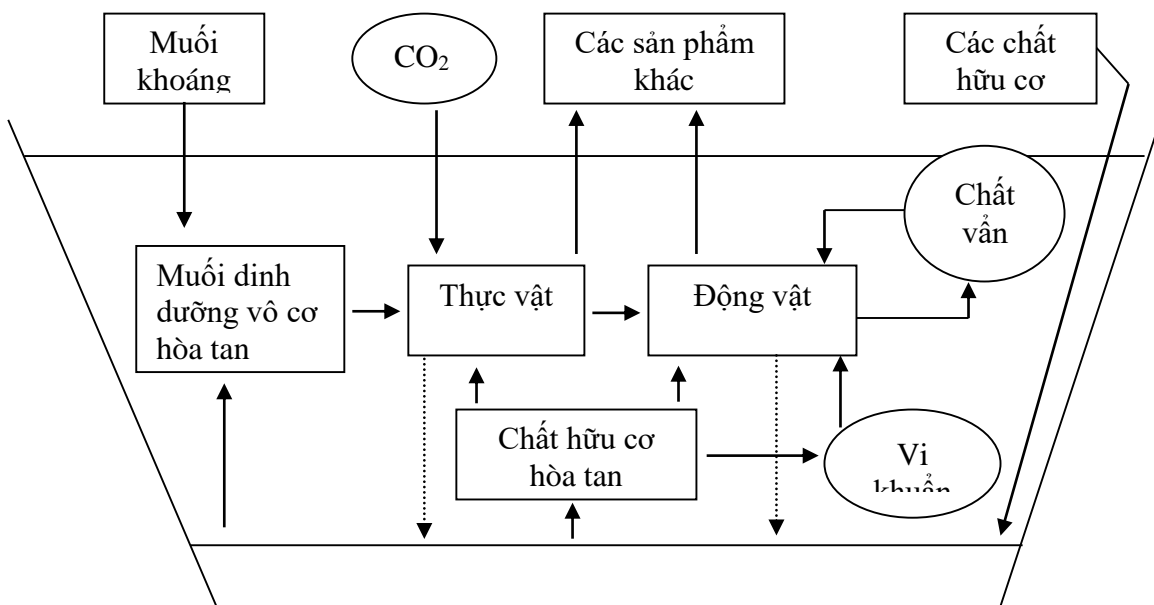 Muối
khoáng
CO₂
Các sản phẩm
khác
Các chất
hữu cơ
Chất
vẩn
Muối dinh
dưỡng vô cơ
hòa tan
Thực vật
Động vật
Chất hữu cơ
hòa tan
Vi
khuẩn